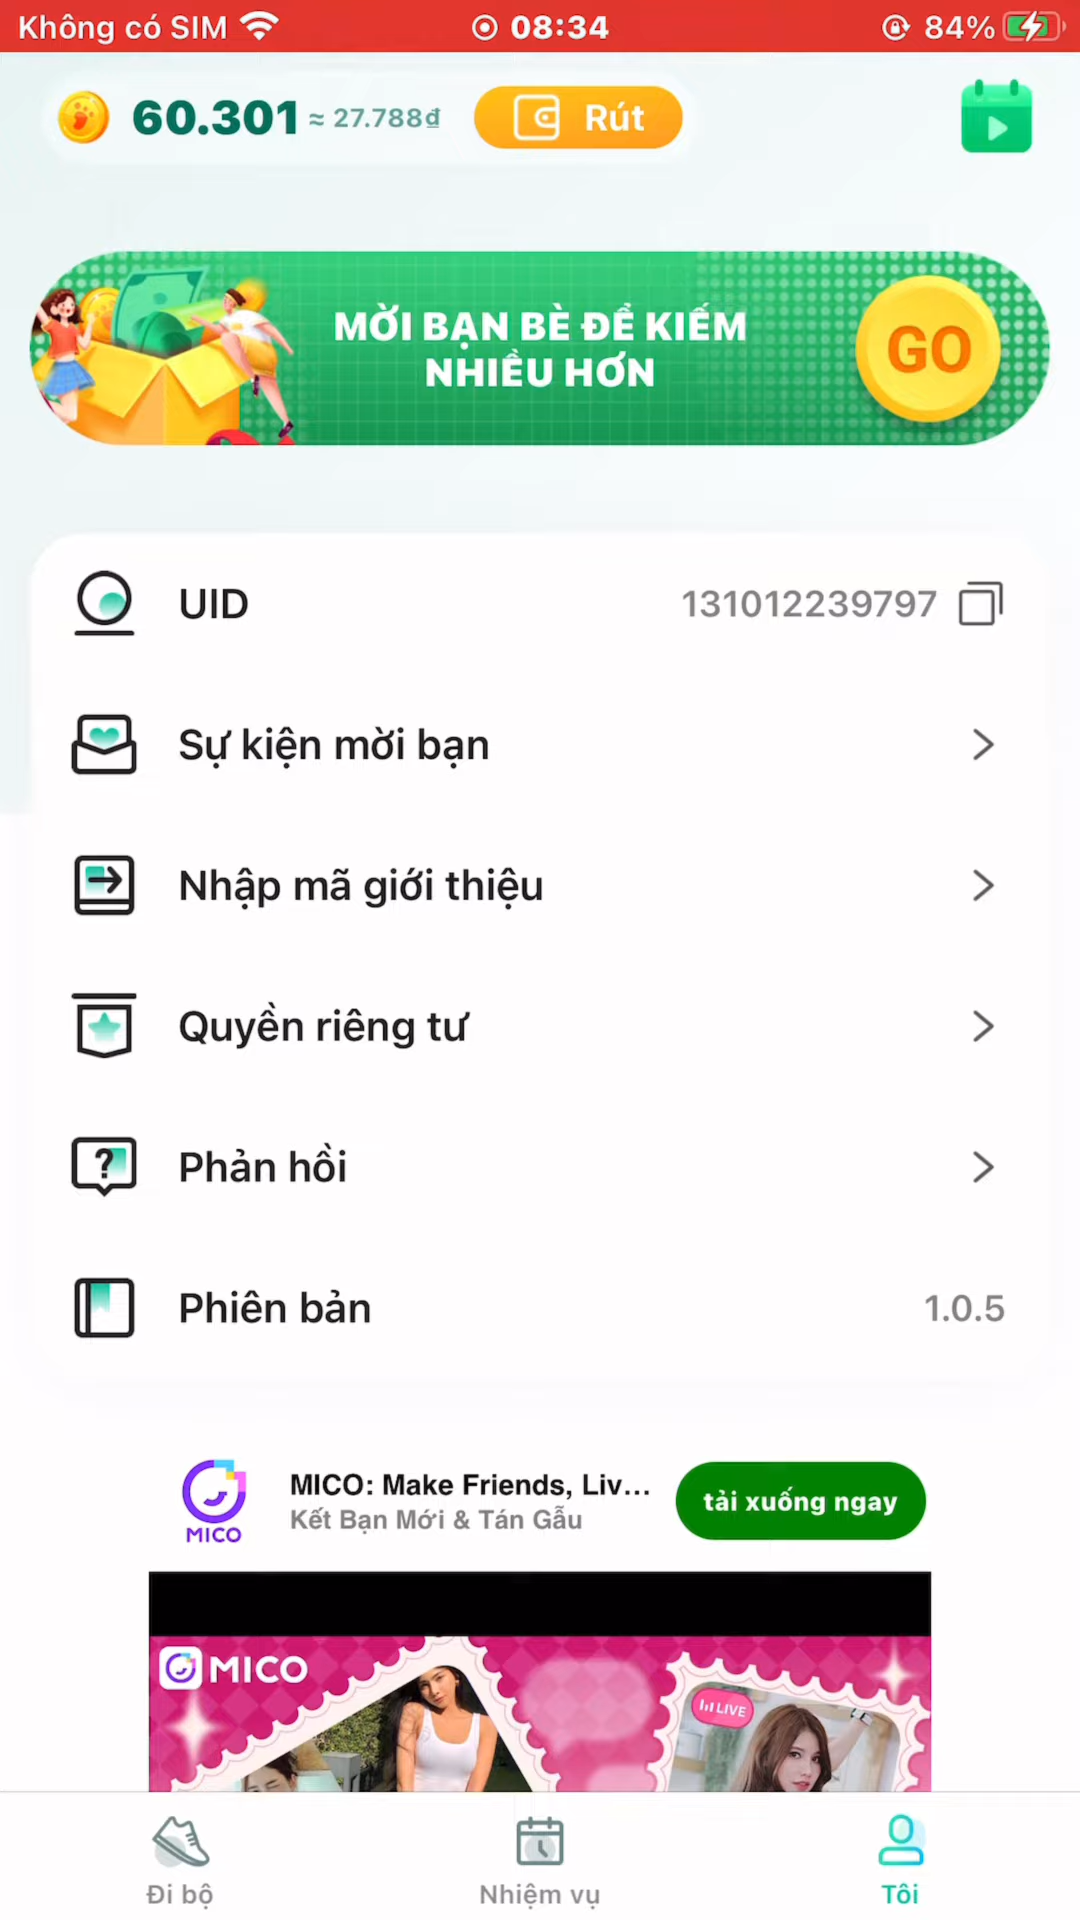 Không có SIM 08:34 84%
60.301 ≈ 27.788₫ Rút
MỜI BẠN BÈ ĐỂ KIẾM
NHIỀU HƠN
GO
UID 131012239797
Sự kiện mời bạn
Nhập mã giới thiệu
Quyền riêng tư
Phản hồi
Phiên bản 1.0.5
MICO: Make Friends, Liv...
Kết Bạn Mới & Tán Gẫu
tải xuống ngay
MICO
MICO
LIVE
Đi bộ
Nhiệm vụ
Tôi